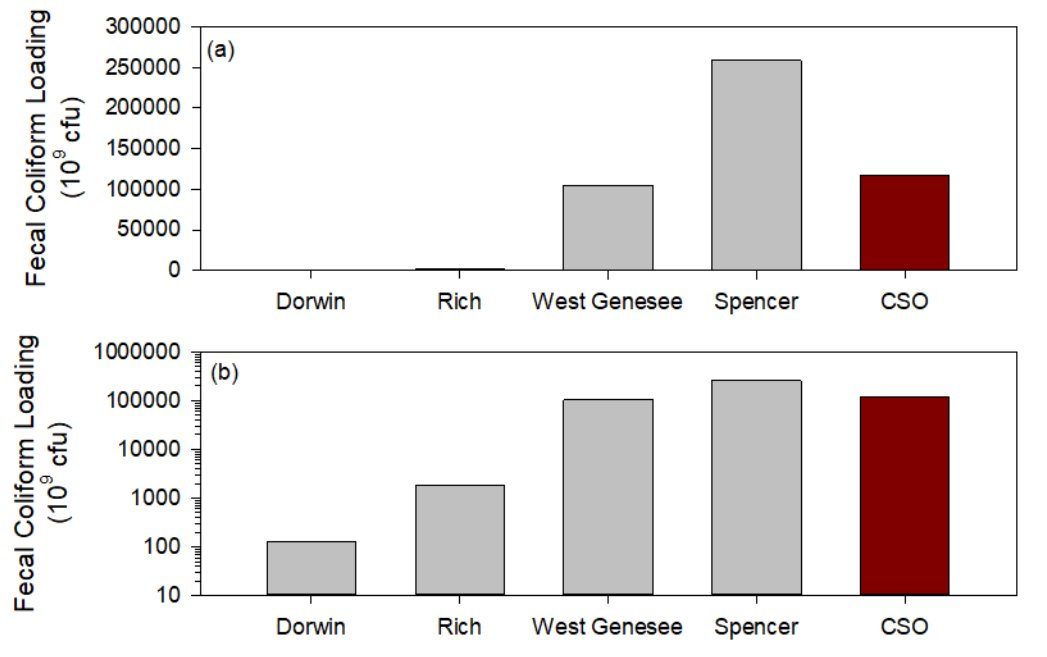 Fecal Coliform Loading
(10⁹ cfu)
300000
250000
200000
150000
100000
50000
0
(a)
Dorwin Rich West Genesee Spencer CSO
Fecal Coliform Loading
(10⁹ cfu)
1000000
100000
10000
1000
100
10
(b)
Dorwin Rich West Genesee Spencer CSO